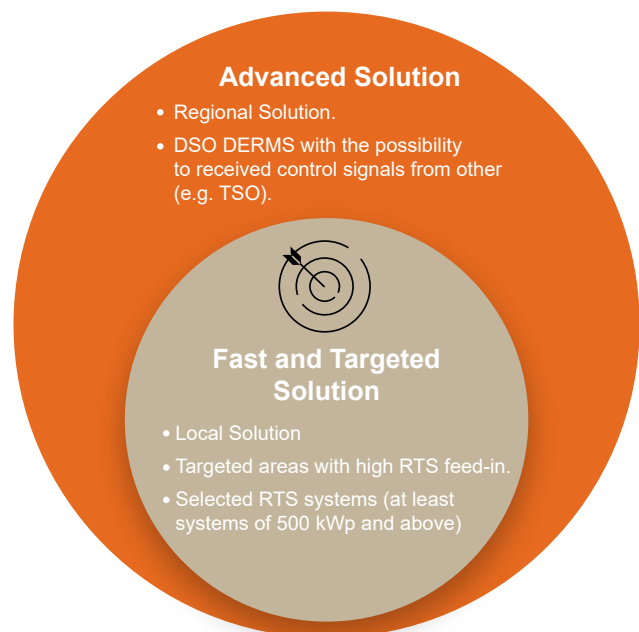 Advanced Solution
• Regional Solution.
• DSO DERMS with the possibility
to received control signals from other
(e.g. TSO).
Fast and Targeted
Solution
• Local Solution
• Targeted areas with high RTS feed-in.
• Selected RTS systems (at least
systems of 500 kWp and above)